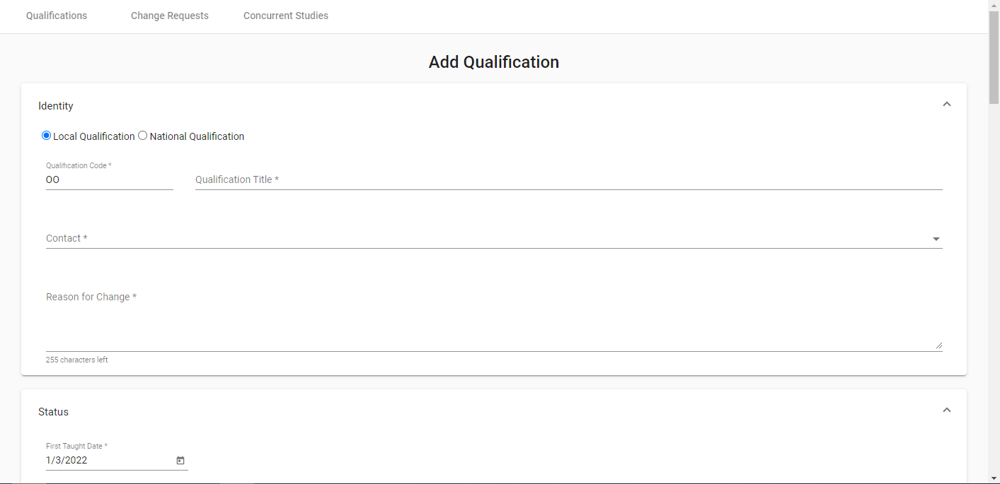 Qualifications Change Requests Concurrent Studies
Add Qualification
Identity
Local Qualification National Qualification
Qualification Code *
OO Qualification Title *
Contact *
Reason for Change *
255 characters left
Status
First Taught Date *
1/3/2022